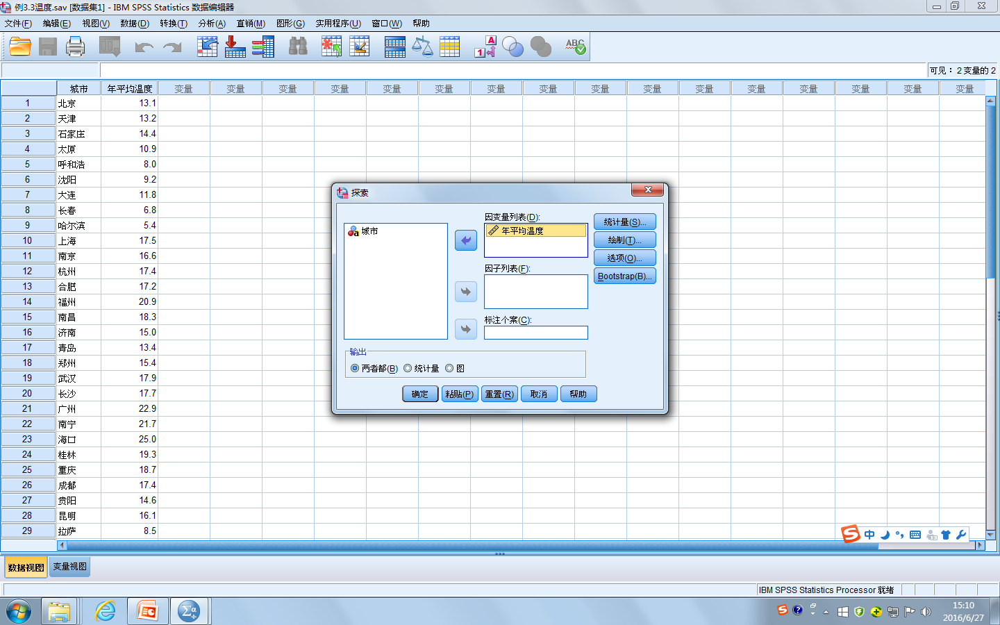 例3.3温度.sav [数据集1] - IBM SPSS Statistics 数据编辑器
文件(F) 编辑(E) 视图(V) 数据(D) 转换(T) 分析(A) 直销(M) 图形(G) 实用程序(U) 窗口(W) 帮助
A
1
ABC
可见： 2 变量的 2
城市 年平均温度 变量 变量 变量 变量 变量 变量 变量 变量 变量 变量 变量 变量 变量 变量 变量 变量
1 北京 13.1
2 天津 13.2
3 石家庄 14.4
4 太原 10.9
5 呼和浩 8.0
6 沈阳 9.2
7 大连 11.8
8 长春 6.8
9 哈尔滨 5.4
10 上海 17.5
11 南京 16.6
12 杭州 17.4
13 合肥 17.2
14 福州 20.9
15 南昌 18.3
16 济南 15.0
17 青岛 13.4
18 郑州 15.4
19 武汉 17.9
20 长沙 17.7
21 广州 22.9
22 南宁 21.7
23 海口 25.0
24 桂林 19.3
25 重庆 18.7
26 成都 17.4
27 贵阳 14.6
28 昆明 16.1
29 拉萨 8.5
探索
城市
因变量列表(D):
年平均温度
因子列表(F):
标注个案(C):
统计量(S)...
绘制(T)...
选项(O)...
Bootstrap(B)...
输出
两者都(B) 统计量 图
确定 粘贴(P) 重置(R) 取消 帮助
S 中
数据视图 变量视图
IBM SPSS Statistics Processor 就绪
15:10
2016/6/27